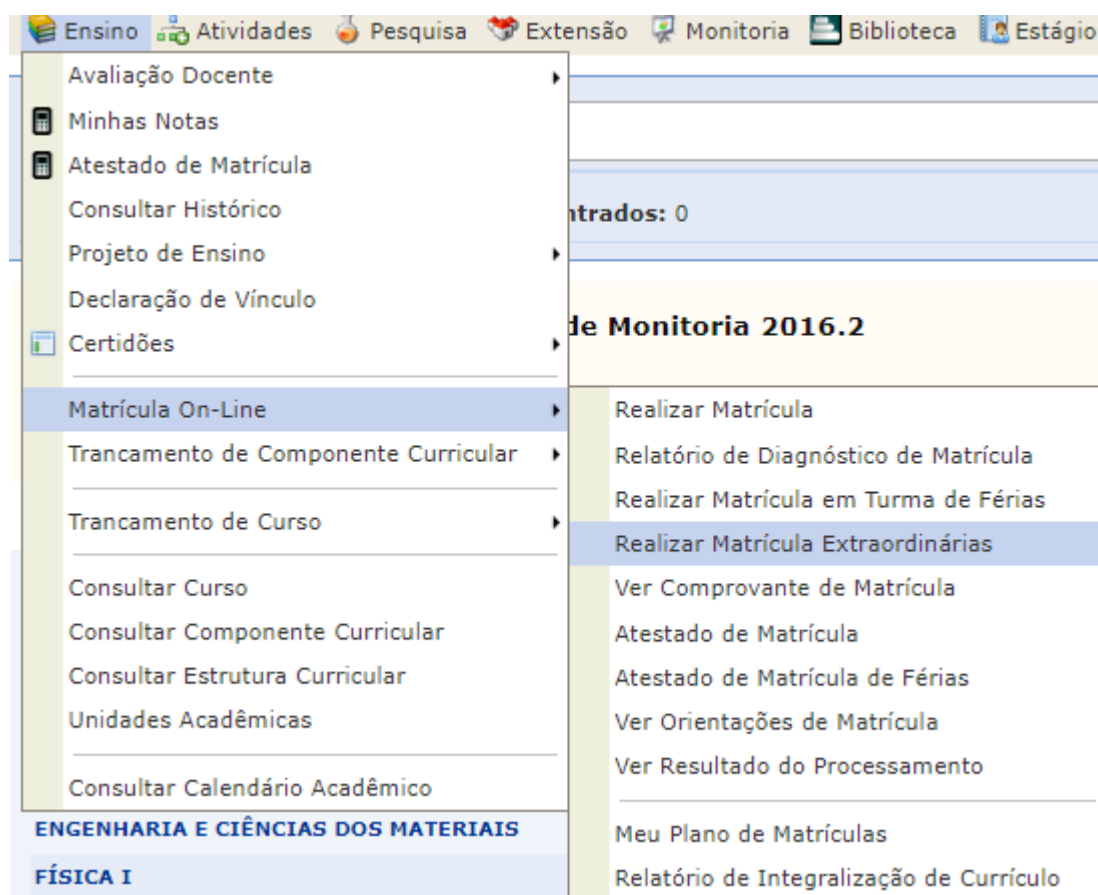 Ensino Atividades Pesquisa Extensão Monitoria Biblioteca Estágio
Avaliação Docente
Minhas Notas
Atestado de Matrícula
Consultar Histórico
Projeto de Ensino
Declaração de Vínculo
Certidões
Matrícula On-Line
Trancamento de Componente Curricular
Trancamento de Curso
Consultar Curso
Consultar Componente Curricular
Consultar Estrutura Curricular
Unidades Acadêmicas
Consultar Calendário Acadêmico
ntrados: 0
de Monitoria 2016.2
Realizar Matrícula
Relatório de Diagnóstico de Matrícula
Realizar Matrícula em Turma de Férias
Realizar Matrícula Extraordinárias
Ver Comprovante de Matrícula
Atestado de Matrícula
Atestado de Matrícula de Férias
Ver Orientações de Matrícula
Ver Resultado do Processamento
Meu Plano de Matrículas
Relatório de Integralização de Currículo
ENGENHARIA E CIÊNCIAS DOS MATERIAIS
FÍSICA I